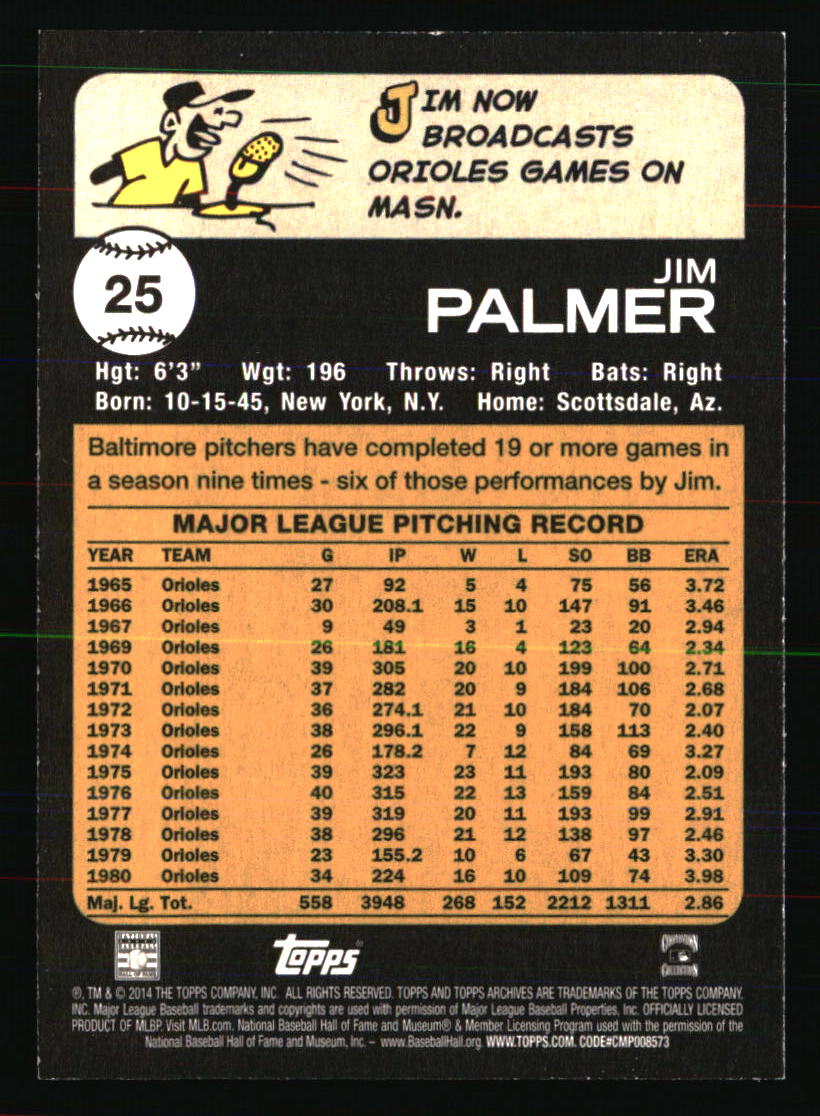 JIM NOW
BROADCASTS
ORIOLES GAMES ON
MASN.
25
JIM
PALMER
Hgt: 6'3" Wgt: 196 Throws: Right Bats: Right
Born: 10-15-45, New York, N.Y. Home: Scottsdale, Az.
Baltimore pitchers have completed 19 or more games in
a season nine times - six of those performances by Jim.
MAJOR LEAGUE PITCHING RECORD
YEAR TEAM G IP W L SO BB ERA
1965 Orioles 27 92 5 4 75 56 3.72
1966 Orioles 30 208.1 15 10 147 91 3.46
1967 Orioles 9 49 3 1 23 20 2.94
1969 Orioles 26 181 16 4 123 64 2.34
1970 Orioles 39 305 20 10 199 100 2.71
1971 Orioles 37 282 20 9 184 106 2.68
1972 Orioles 36 274.1 21 10 184 70 2.07
1973 Orioles 38 296.1 22 9 158 113 2.40
1974 Orioles 26 178.2 7 12 84 69 3.27
1975 Orioles 39 323 23 11 193 80 2.09
1976 Orioles 40 315 22 13 159 84 2.51
1977 Orioles 39 319 20 11 193 99 2.91
1978 Orioles 38 296 21 12 138 97 2.46
1979 Orioles 23 155.2 10 6 67 43 3.30
1980 Orioles 34 224 16 10 109 74 3.98
Maj. Lg. Tot. 558 3948 268 152 2212 1311 2.86
Topps
COOPERSTOWN
COLLECTION
®, TM & © 2014 THE TOPPS COMPANY, INC. ALL RIGHTS RESERVED. TOPPS AND TOPPS ARCHIVES ARE TRADEMARKS OF THE TOPPS COMPANY,
INC. Major League Baseball trademarks and copyrights are used with permission of Major League Baseball Properties, Inc. OFFICIALLY LICENSED
PRODUCT OF MLBP. Visit MLB.com. National Baseball Hall of Fame and Museum® & Member Licensing Program used with the permission of the
National Baseball Hall of Fame and Museum, Inc. – www.BaseballHall.org. WWW.TOPPS.COM. CODE#CMP008573